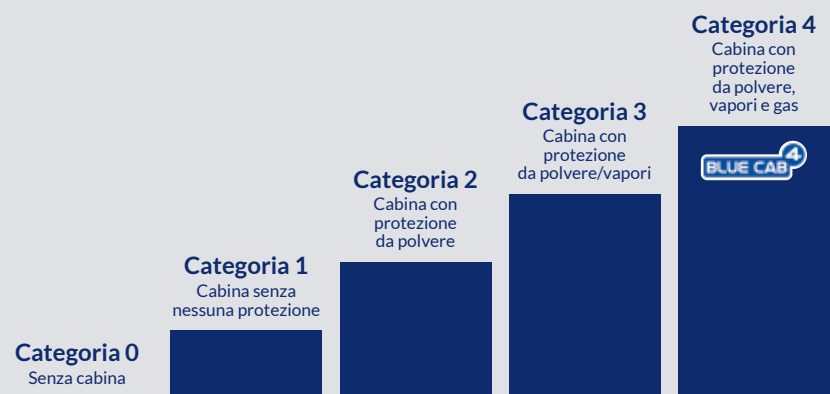 Categoria 0
Senza cabina
Categoria 1
Cabina senza
nessuna protezione
Categoria 2
Cabina con
protezione
da polvere
Categoria 3
Cabina con
protezione
da polvere/vapori
Categoria 4
Cabina con
protezione
da polvere,
vapori e gas
BLUE CAB 4